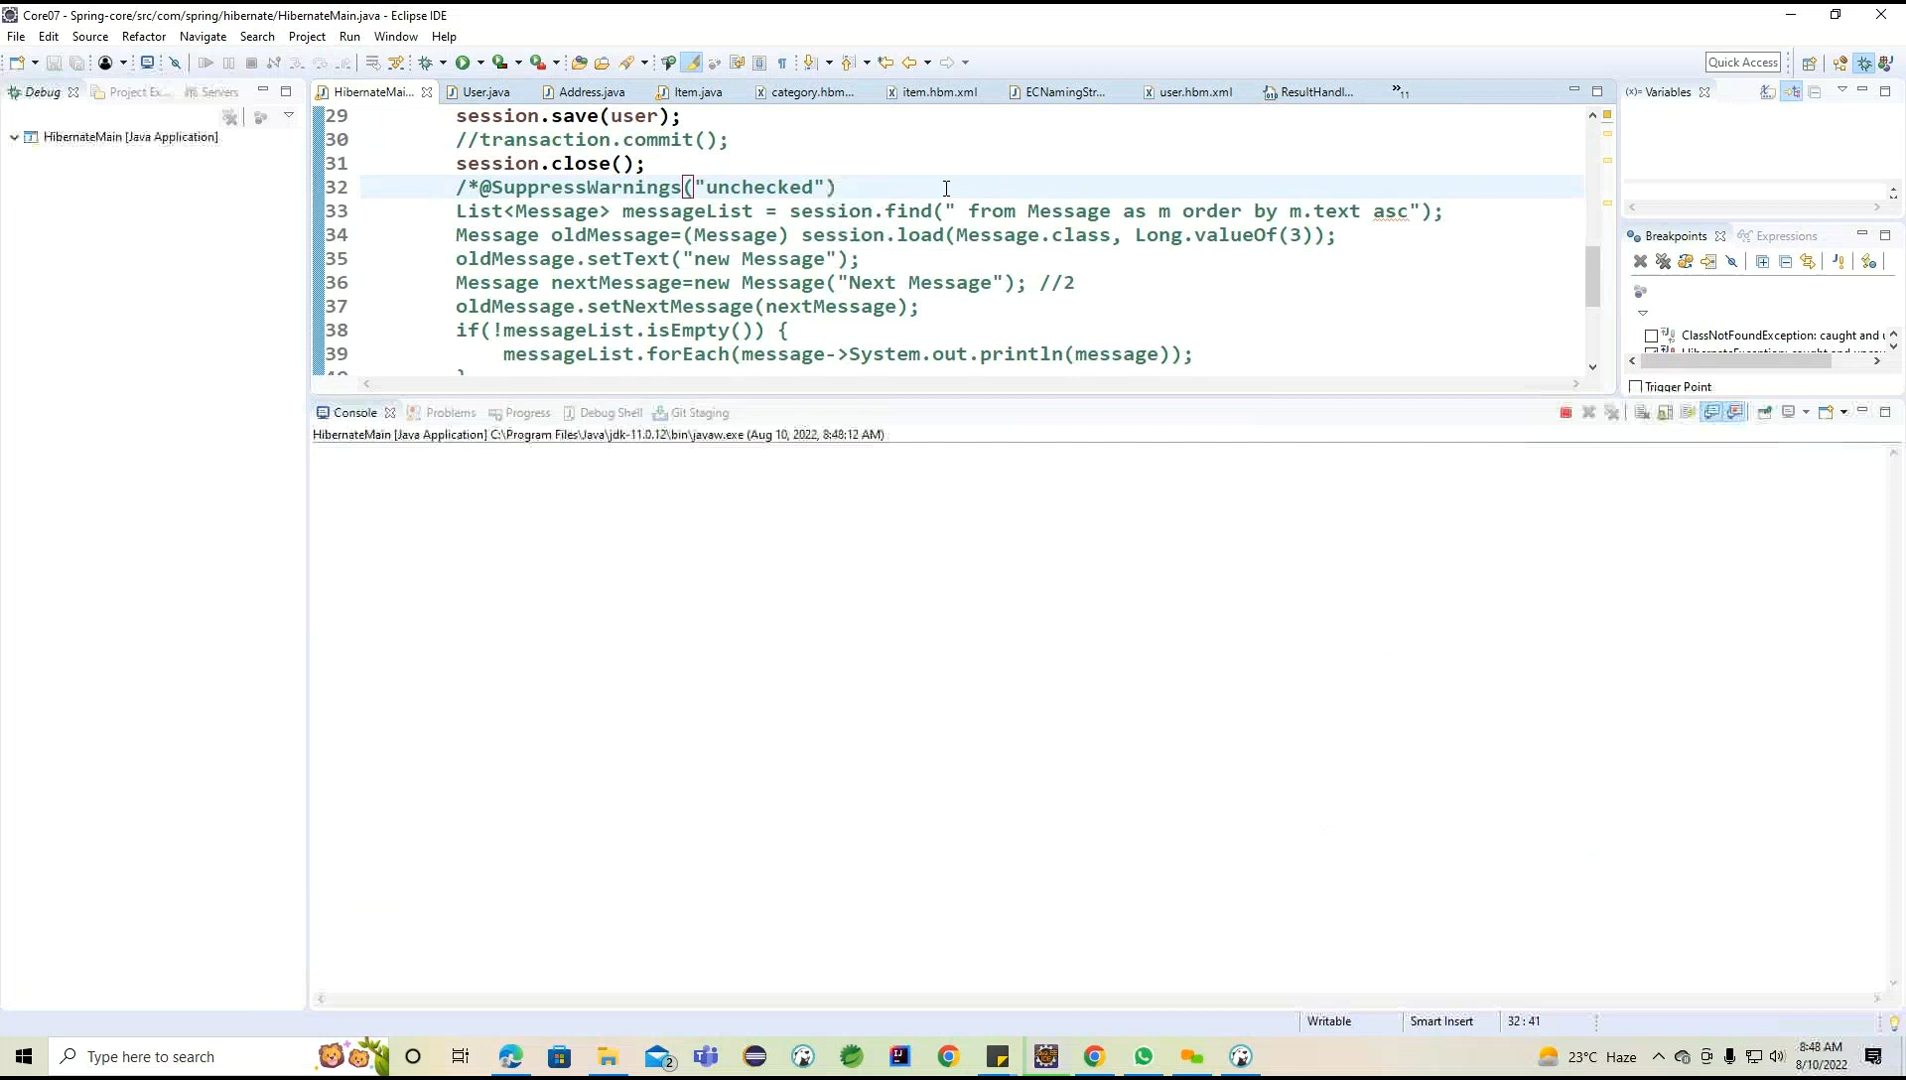 Core07 - Spring-core/src/com/spring/hibernate/HibernateMain.java - Eclipse IDE
File Edit Source Refactor Navigate Search Project Run Window Help
Quick Access
Debug Project Ex... Servers
HibernateMai... User.java Address.java Item.java category.hbm... item.hbm.xml ECNamingStr... user.hbm.xml ResultHandl... »11
(x)= Variables
HibernateMain [Java Application]
29 session.save(user);
30 //transaction.commit();
31 session.close();
32 /*@SuppressWarnings("unchecked")
33 List<Message> messageList = session.find(" from Message as m order by m.text asc");
34 Message oldMessage=(Message) session.load(Message.class, Long.valueOf(3));
35 oldMessage.setText("new Message");
36 Message nextMessage=new Message("Next Message"); //2
37 oldMessage.setNextMessage(nextMessage);
38 if(!messageList.isEmpty()) {
39 messageList.forEach(message->System.out.println(message));
}
Breakpoints Expressions
ClassNotFoundException: caught and u
Trigger Point
Console Problems Progress Debug Shell Git Staging
HibernateMain [Java Application] C:\Program Files\Java\jdk-11.0.12\bin\javaw.exe (Aug 10, 2022, 8:48:12 AM)
Writable Smart Insert 32 : 41
Type here to search
2
23°C Haze
8:48 AM
8/10/2022